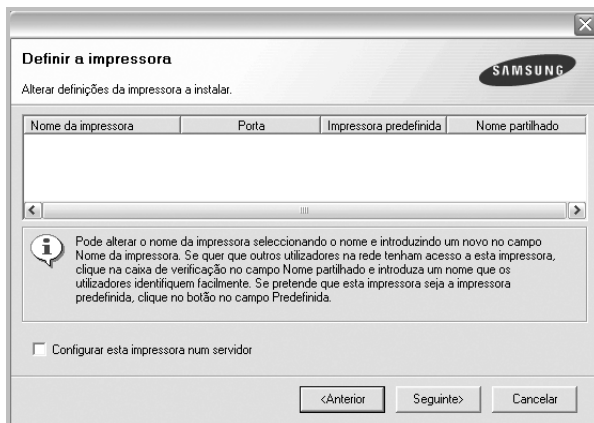 Definir a impressora
SAMSUNG
Alterar definições da impressora a instalar.
Nome da impressora Porta Impressora predefinida Nome partilhado
Pode alterar o nome da impressora seleccionando o nome e introduzindo um novo no campo
Nome da impressora. Se quer que outros utilizadores na rede tenham acesso a esta impressora,
clique na caixa de verificação no campo Nome partilhado e introduza um nome que os
utilizadores identifiquem facilmente. Se pretende que esta impressora seja a impressora
predefinida, clique no botão no campo Predefinida.
Configurar esta impressora num servidor
<Anterior Seguinte> Cancelar